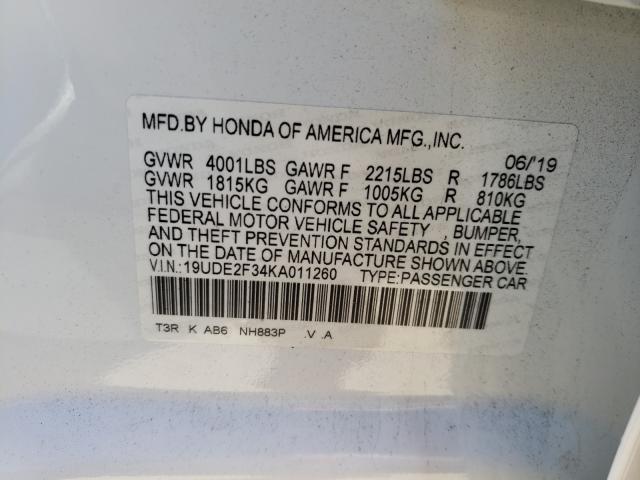 MFD.BY HONDA OF AMERICA MFG.,INC.
06/'19
GVWR 4001LBS GAWR F 2215LBS R 1786LBS
GVWR 1815KG GAWR F 1005KG R 810KG
THIS VEHICLE CONFORMS TO ALL APPLICABLE
FEDERAL MOTOR VEHICLE SAFETY , BUMPER,
AND THEFT PREVENTION STANDARDS IN EFFECT
ON THE DATE OF MANUFACTURE SHOWN ABOVE
V.I.N.:19UDE2F34KA011260 TYPE:PASSENGER CAR
T3R K AB6 NH883P .V .A